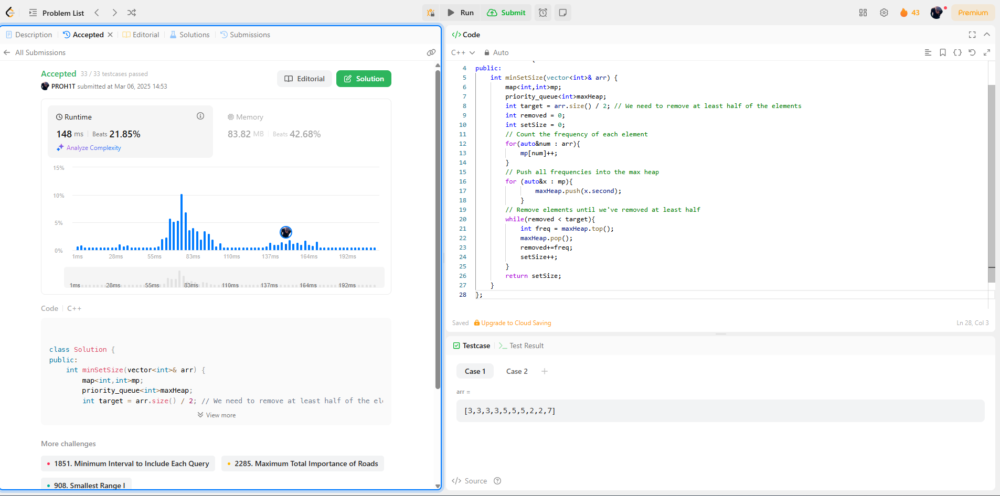 Problem List
Run
Submit
43
Premium
Description
Accepted
Editorial
Solutions
Submissions
All Submissions
Accepted 33 / 33 testcases passed
PROH1T submitted at Mar 06, 2025 14:53
Editorial
Solution
Runtime
148 ms Beats 21.85%
Analyze Complexity
Memory
83.82 MB Beats 42.68%
15%
10%
5%
0%
1ms 28ms 55ms 83ms 110ms 137ms 164ms 192ms
1ms 28ms 55ms 83ms 110ms 137ms 164ms 192ms
Code C++
class Solution {
public:
int minSetSize(vector<int>& arr) {
map<int,int>mp;
priority_queue<int>maxHeap;
int target = arr.size() / 2; // We need to remove at least half of the
View more
More challenges
1851. Minimum Interval to Include Each Query
2285. Maximum Total Importance of Roads
908. Smallest Range I
</> Code
C++ Auto
4 public:
5 int minSetSize(vector<int>& arr) {
6 map<int,int>mp;
7 priority_queue<int>maxHeap;
8 int target = arr.size() / 2; // We need to remove at least half of the elements
9 int removed = 0;
10 int setSize = 0;
11 // Count the frequency of each element
12 for(auto&num : arr){
13 mp[num]++;
14 }
15 // Push all frequencies into the max heap
16 for (auto&x : mp){
17 maxHeap.push(x.second);
18 }
19 // Remove elements until we've removed at least half
20 while(removed < target){
21 int freq = maxHeap.top();
22 maxHeap.pop();
23 removed+=freq;
24 setSize++;
25 }
26 return setSize;
27 }
28 };
Saved Upgrade to Cloud Saving
Ln 28, Col 3
Testcase
Test Result
Case 1
Case 2
arr =
[3,3,3,3,5,5,5,2,2,7]
</> Source